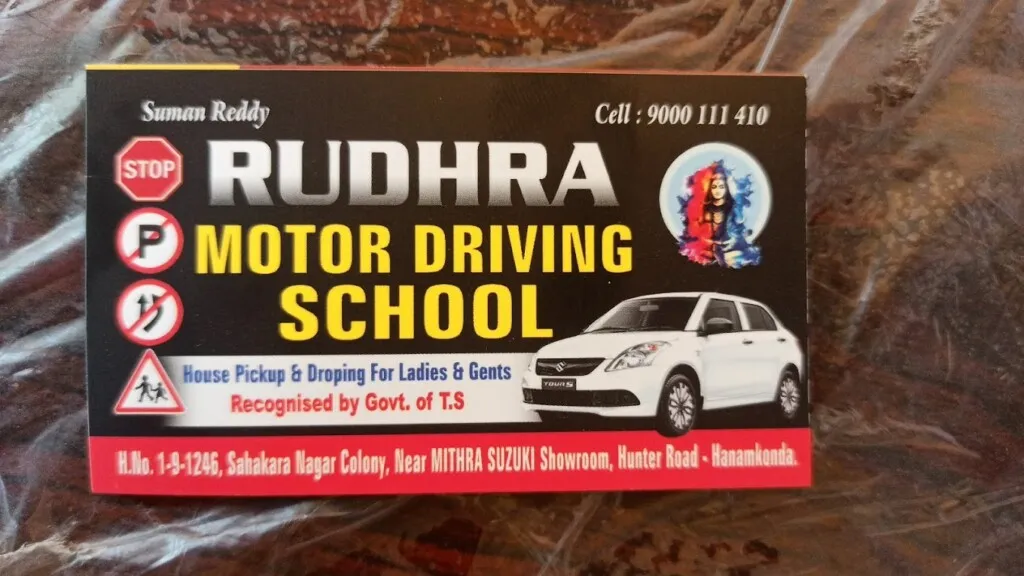 Suman Reddy
Cell : 9000 111 410
RUDHRA
MOTOR DRIVING
SCHOOL
STOP
P
House Pickup & Droping For Ladies & Gents
Recognised by Govt. of T.S
TOUR S
H.No. 1-9-1246, Sahakara Nagar Colony, Near MITHRA SUZUKI Showroom, Hunter Road - Hanamkonda.